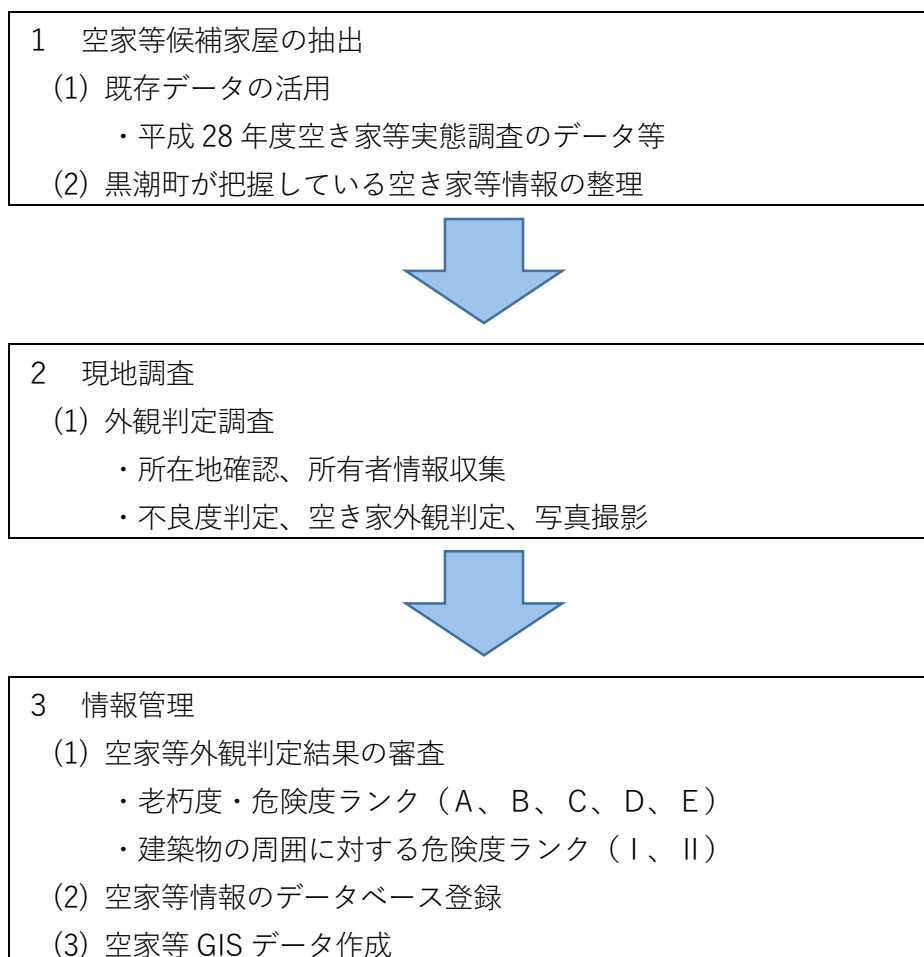 1　空家等候補家屋の抽出
(1) 既存データの活用
・平成 28 年度空き家等実態調査のデータ等
(2) 黒潮町が把握している空き家等情報の整理
2　現地調査
(1) 外観判定調査
・所在地確認、所有者情報収集
・不良度判定、空き家外観判定、写真撮影
3　情報管理
(1) 空家等外観判定結果の審査
・老朽度・危険度ランク（Ａ、Ｂ、Ｃ、Ｄ、Ｅ）
・建築物の周囲に対する危険度ランク（Ⅰ、Ⅱ）
(2) 空家等情報のデータベース登録
(3) 空家等 GIS データ作成